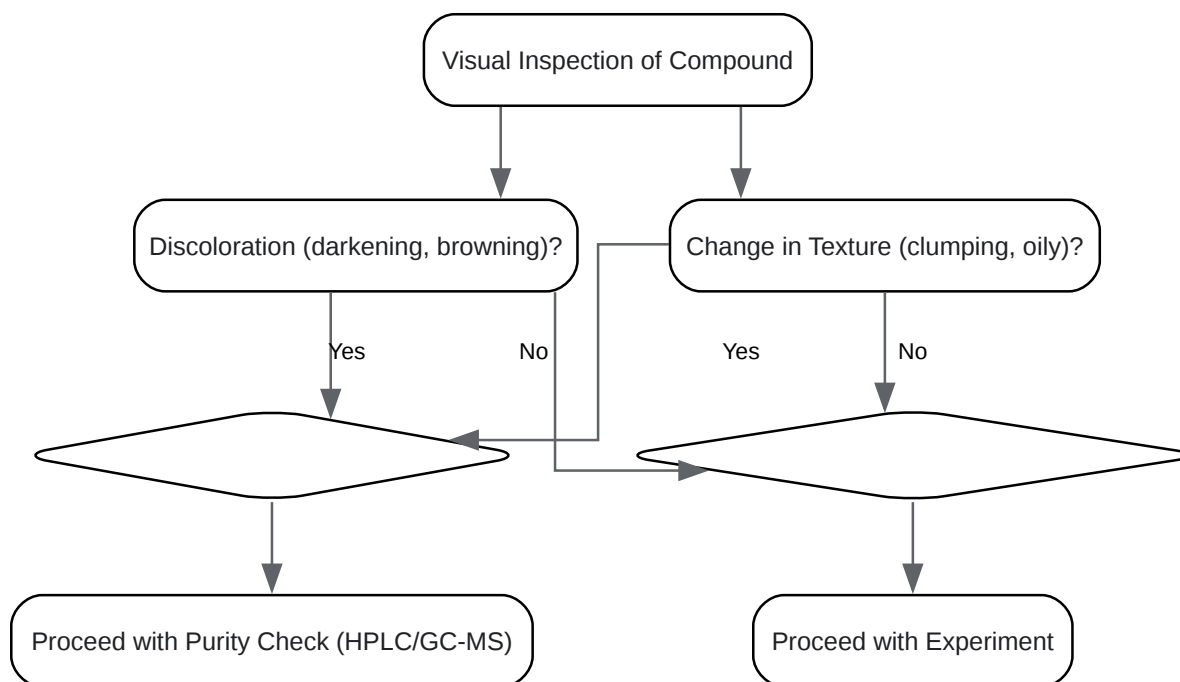 Visual Inspection of Compound
Discoloration (darkening, browning)?
Change in Texture (clumping, oily)?
Yes
No
Yes
No
Proceed with Purity Check (HPLC/GC-MS)
Proceed with Experiment